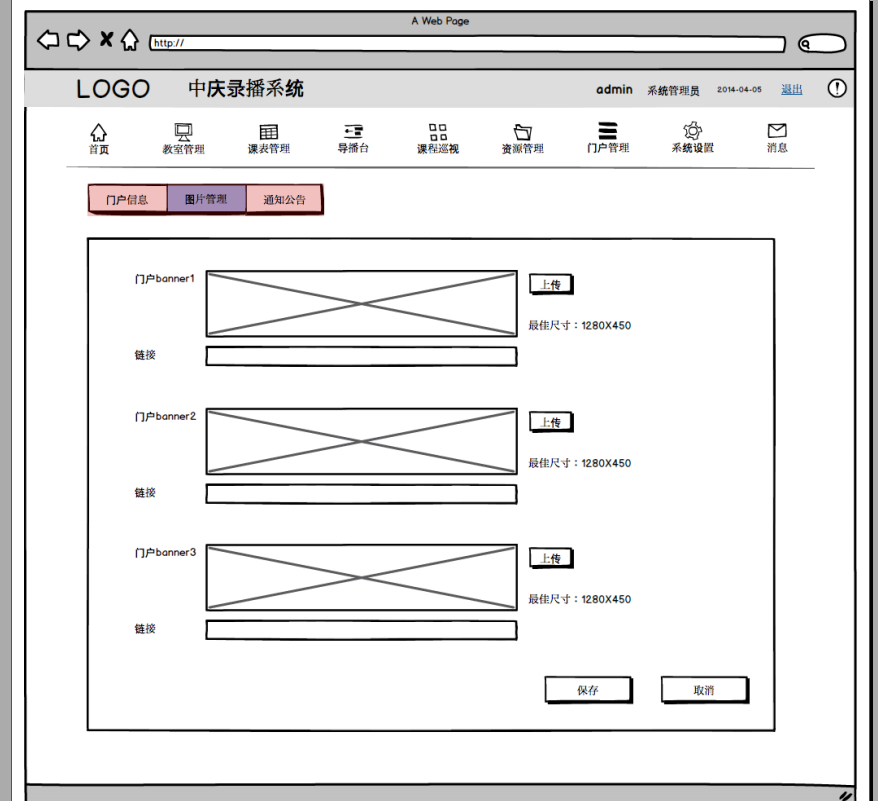 A Web Page
http://
LOGO 中庆录播系统 admin 系统管理员 2014-04-05 退出
首页 教室管理 课表管理 导播台 课程巡视 资源管理 门户管理 系统设置 消息
门户信息 图片管理 通知公告
门户banner1 上传
最佳尺寸：1280X450
链接
门户banner2 上传
最佳尺寸：1280X450
链接
门户banner3 上传
最佳尺寸：1280X450
链接
保存 取消